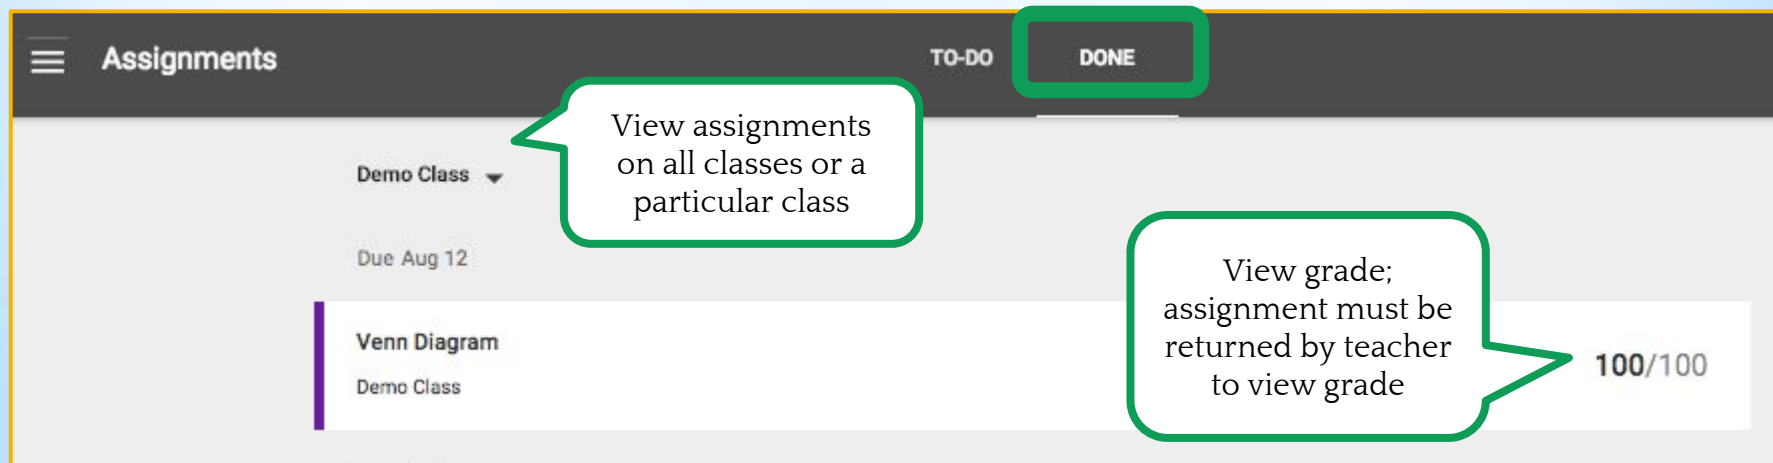 Assignments
TO-DO
DONE
View assignments
on all classes or a
particular class
Demo Class
Due Aug 12
View grade;
assignment must be
returned by teacher
to view grade
Venn Diagram
Demo Class
100/100